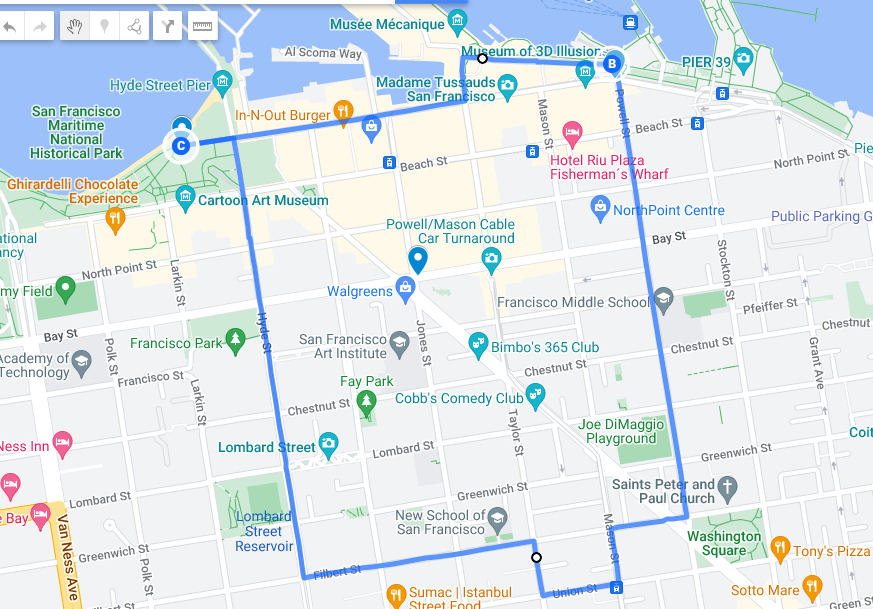 Musée Mécanique
Al Scoma Way
Museum of 3D Illusions
B
PIER 39
Hyde Street Pier
Madame Tussauds
San Francisco
San Francisco
Maritime
National
Historical Park
In-N-Out Burger
Mason St
Powell St
Beach St
C
Beach St
Hotel Riu Plaza
Fisherman´s Wharf
North Point St
Pie
Ghirardelli Chocolate
Experience
Cartoon Art Museum
NorthPoint Centre
Public Parking G
Powell/Mason Cable
Car Turnaround
Bay St
ational
ncy
North Point St
Larkin St
Stockton St
my Field
Walgreens
Francisco Middle School
Pfeiffer St
Hyde St
Jones St
Bay St
Polk St
Francisco Park
San Francisco
Art Institute
Bimbo's 365 Club
Chestnut St
Chestnut
Grant Ave
Academy of
Technology
Francisco St
Larkin St
Fay Park
Chestnut St
Chestnut St
Cobb's Comedy Club
Taylor St
Joe DiMaggio
Playground
Coit
Ness Inn
Lombard Street
Lombard St
Greenwich St
Saints Peter and
Paul Church
Lombard St
e Bay
Van Ness Ave
Lombard
Street
Reservoir
New School of
San Francisco
Mason St
Washington
Square
Tony's Pizza
Greenwich St
Polk St
Filbert St
Union St
Sumac | Istanbul
Street Food
Sotto Mare
Green St